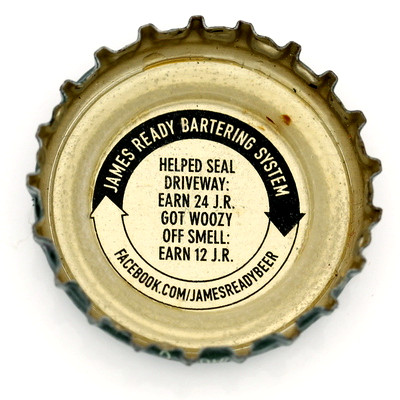 JAMES READY BARTERING SYSTEM
HELPED SEAL
DRIVEWAY:
EARN 24 J.R.
GOT WOOZY
OFF SMELL:
EARN 12 J.R.
FACEBOOK.COM/JAMESREADYBEER